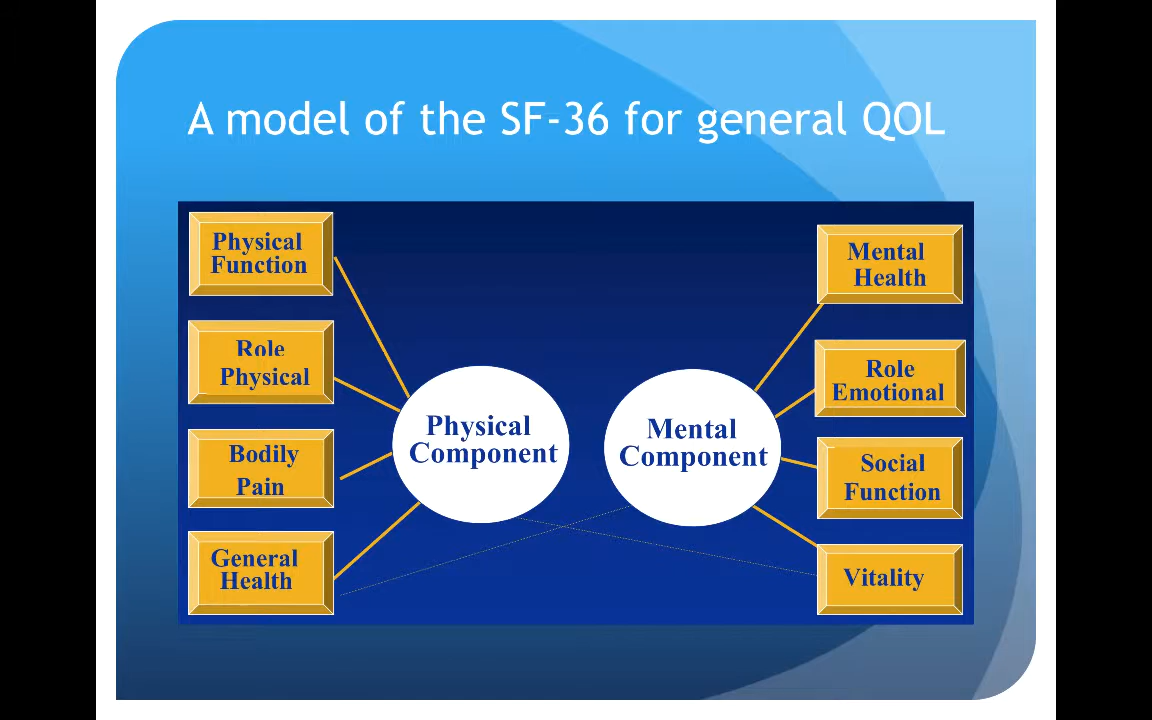 A model of the SF-36 for general QOL
Physical
Function
Role
Physical
Bodily
Pain
General
Health
Physical
Component
Mental
Component
Mental
Health
Role
Emotional
Social
Function
Vitality